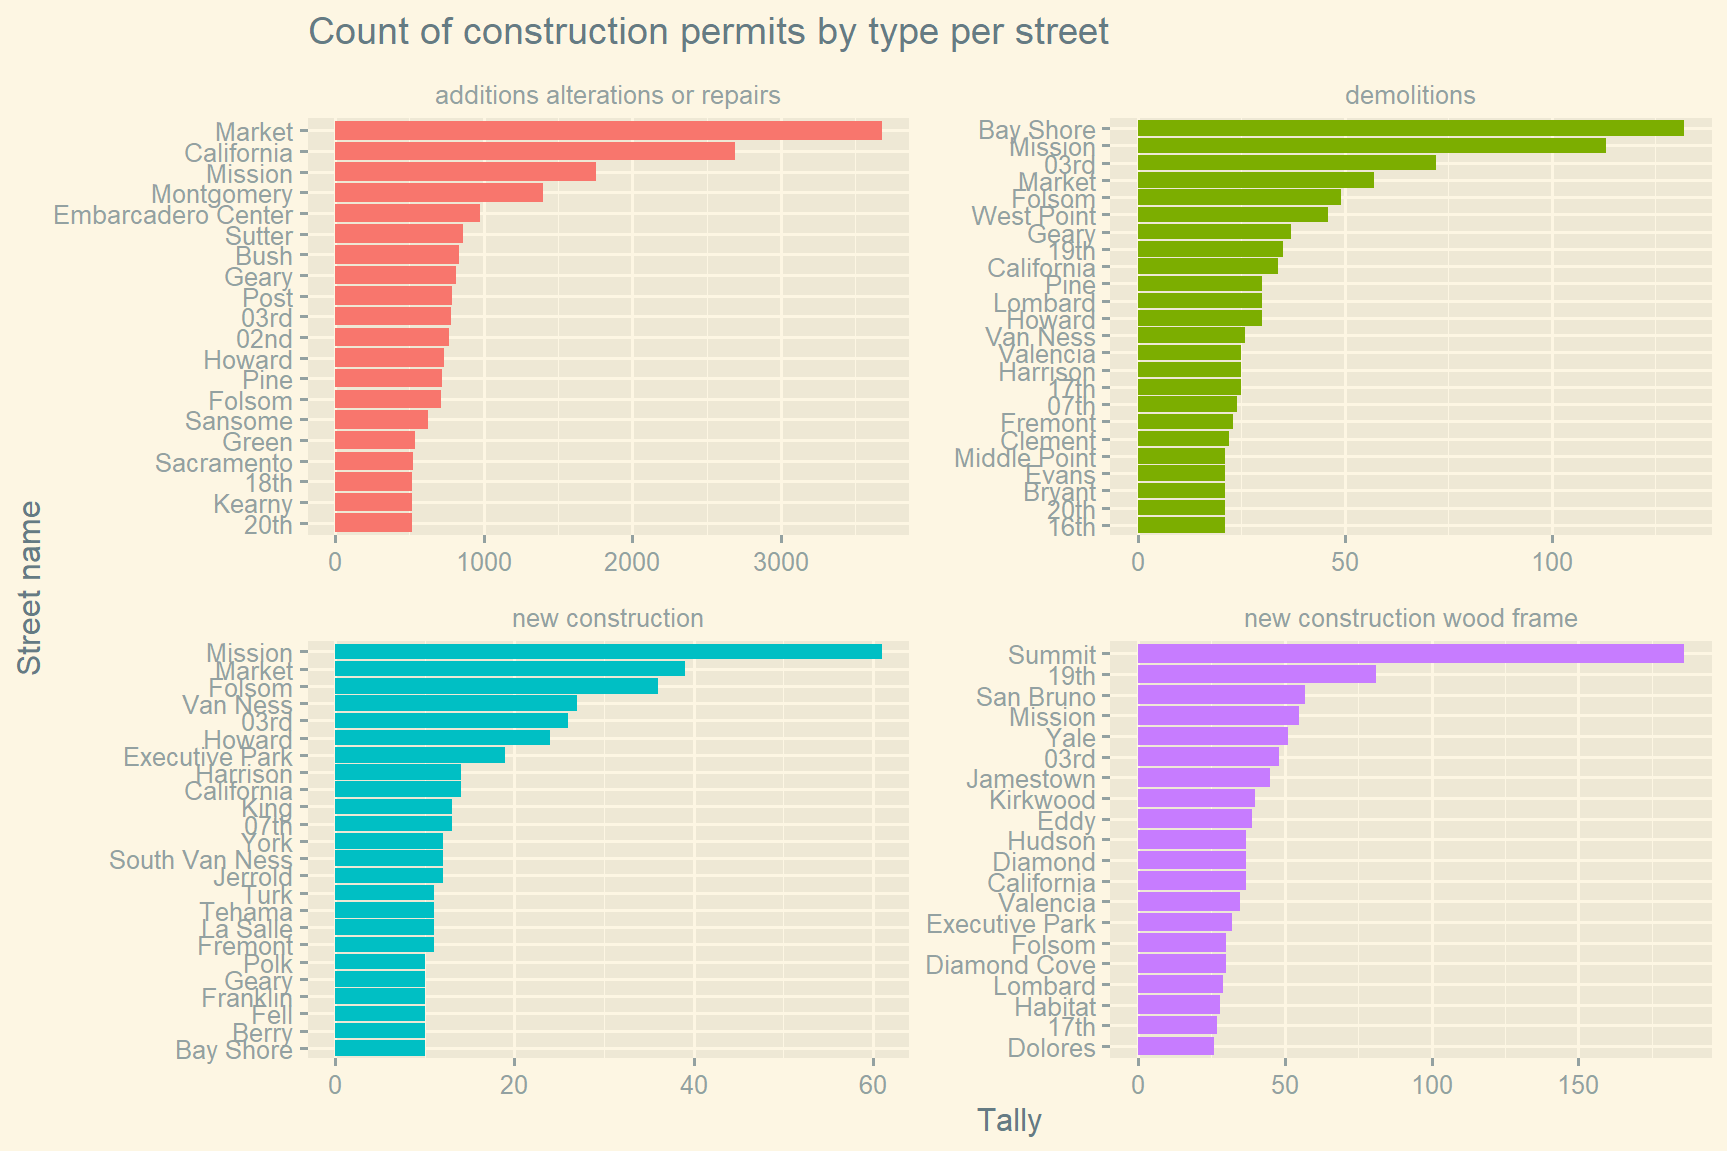 Count of construction permits by type per street
additions alterations or repairs
Market
California
Mission
Montgomery
Embarcadero Center
Sutter
Bush
Geary
Post
03rd
02nd
Howard
Pine
Folsom
Sansome
Green
Sacramento
18th
Kearny
20th
0 1000 2000 3000
demolitions
Bay Shore
Mission
03rd
Market
Folsom
West Point
Geary
19th
California
Pine
Lombard
Howard
Van Ness
Valencia
Harrison
17th
07th
Fremont
Clement
Middle Point
Evans
Bryant
20th
16th
0 50 100
new construction
Mission
Market
Folsom
Van Ness
03rd
Howard
Executive Park
Harrison
California
King
07th
York
South Van Ness
Jerrold
Turk
Tehama
La Salle
Fremont
Polk
Geary
Franklin
Fell
Berry
Bay Shore
0 20 40 60
new construction wood frame
Summit
19th
San Bruno
Mission
Yale
03rd
Jamestown
Kirkwood
Eddy
Hudson
Diamond
California
Valencia
Executive Park
Folsom
Diamond Cove
Lombard
Habitat
17th
Dolores
0 50 100 150
Street name
Tally